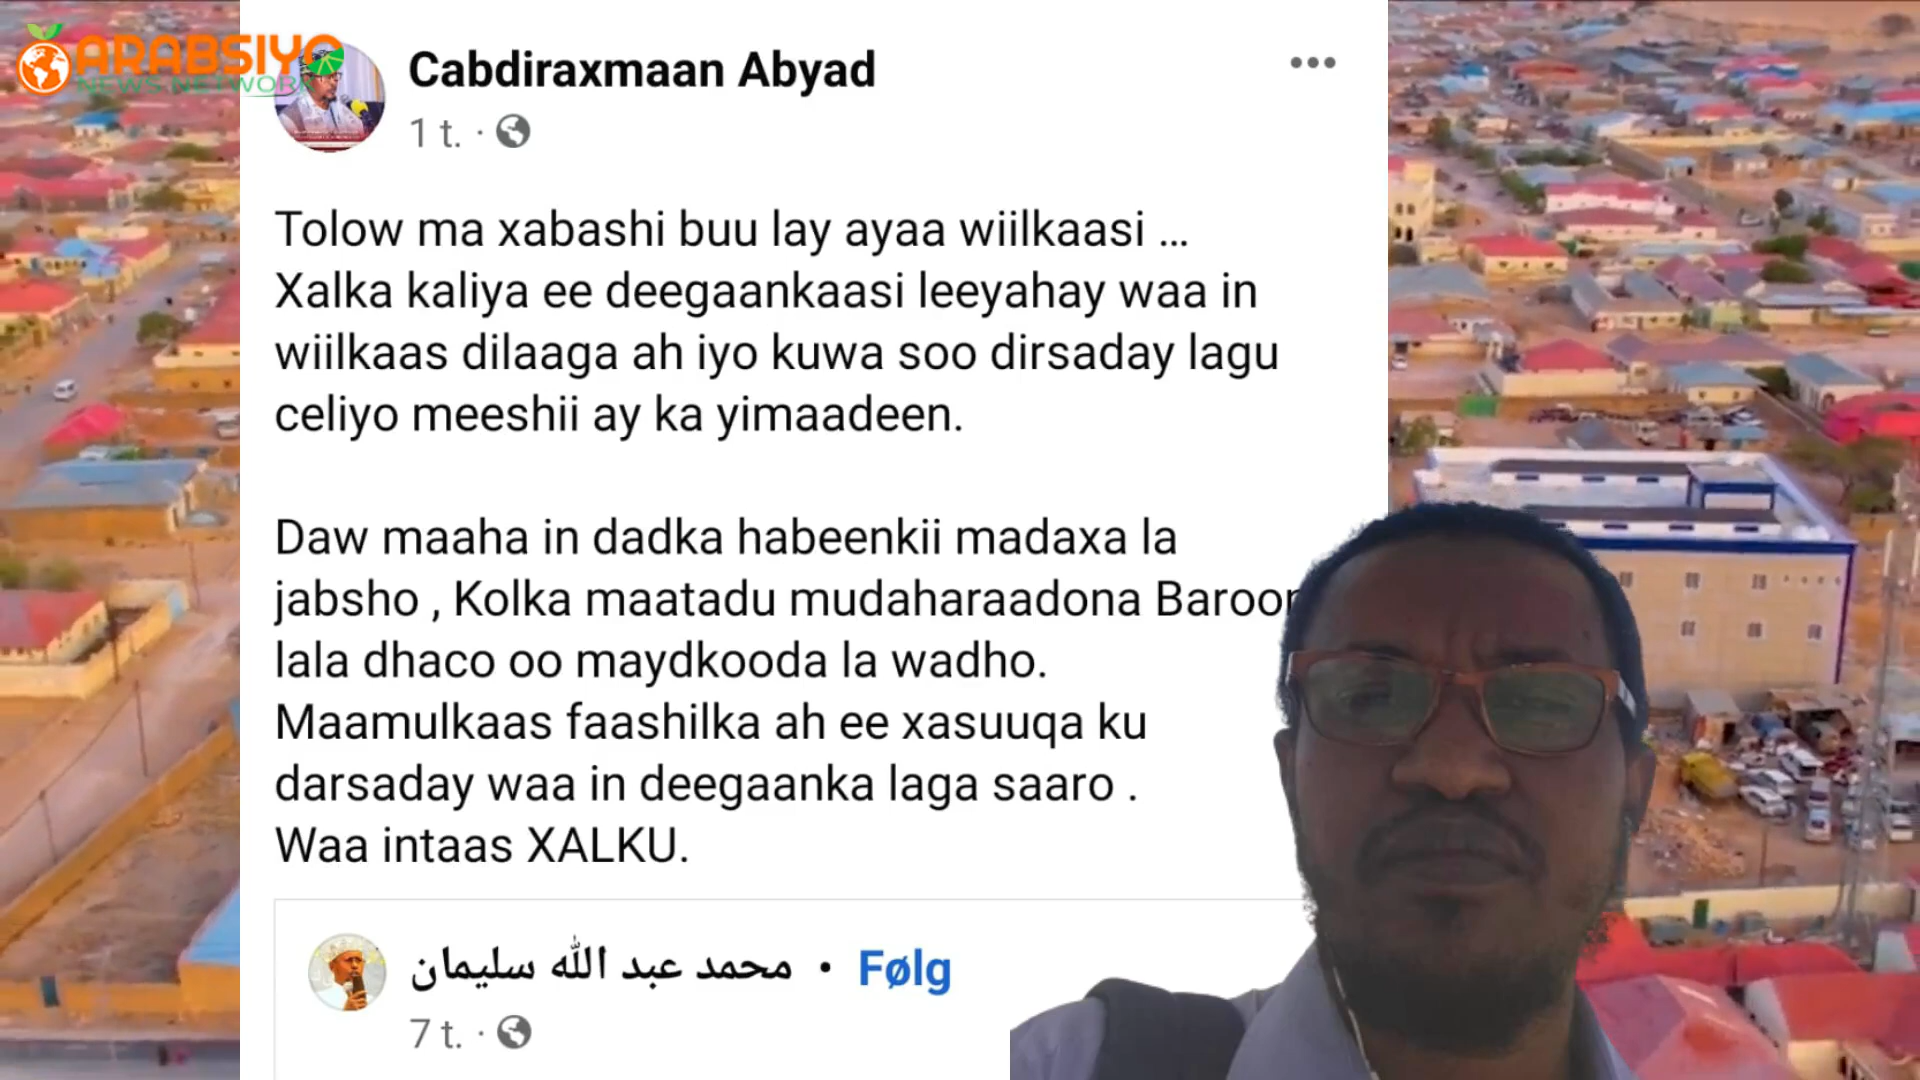 ARABSIYO
NEWS NETWORK
Cabdiraxmaan Abyad
1 t. ·
Tolow ma xabashi buu lay ayaa wiilkaasi ...
Xalka kaliya ee deegaankaasi leeyahay waa in
wiilkaas dilaaga ah iyo kuwa soo dirsaday lagu
celiyo meeshii ay ka yimaadeen.
Daw maaha in dadka habeenkii madaxa la
jabsho , Kolka maatadu mudaharaadona Baroor
lala dhaco oo maydkooda la wadho.
Maamulkaas faashilka ah ee xasuuqa ku
darsaday waa in deegaanka laga saaro .
Waa intaas XALKU.
محمد عبد الله سليمان • Følg
7 t. ·